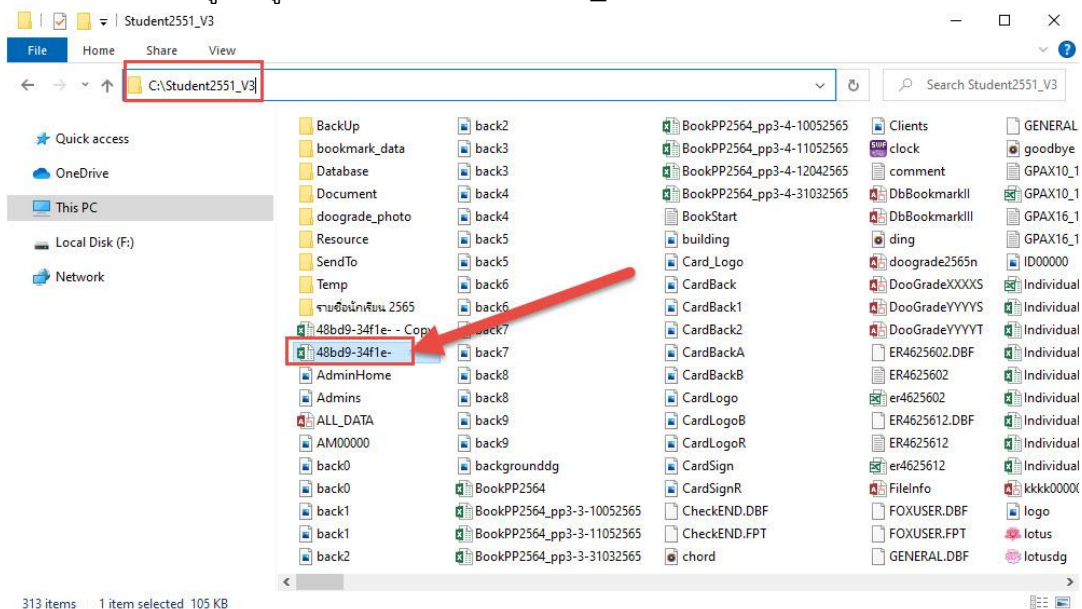 Student2551_V3
File Home Share View
C:\Student2551_V3
Search Student2551_V3
Quick access
OneDrive
This PC
Local Disk (F:)
Network
BackUp
bookmark_data
Database
Document
doograde_photo
Resource
SendTo
Temp
รายชื่อนักเรียน 2565
48bd9-34f1e- - Copy
48bd9-34f1e-
AdminHome
Admins
ALL_DATA
AM00000
back0
back0
back1
back1
back2
back2
back3
back3
back4
back4
back5
back5
back6
back6
back7
back7
back8
back8
back9
back9
backgrounddg
BookPP2564
BookPP2564_pp3-3-10052565
BookPP2564_pp3-3-11052565
BookPP2564_pp3-3-31032565
BookPP2564_pp3-4-10052565
BookPP2564_pp3-4-11052565
BookPP2564_pp3-4-12042565
BookPP2564_pp3-4-31032565
BookStart
building
Card_Logo
CardBack
CardBack1
CardBack2
CardBackA
CardBackB
CardLogo
CardLogoB
CardLogoR
CardSign
CardSignR
CheckEND.DBF
CheckEND.FPT
chord
Clients
clock
comment
DbBookmarkII
DbBookmarkIII
ding
doograde2565n
DooGradeXXXXS
DooGradeYYYYS
DooGradeYYYYT
ER4625602.DBF
ER4625602
er4625602
ER4625612.DBF
ER4625612
er4625612
FileInfo
FOXUSER.DBF
FOXUSER.FPT
GENERAL.DBF
GENERAL
goodbye
GPAX10_1
GPAX10_1
GPAX16_1
GPAX16_1
ID00000
Individual
Individual
Individual
Individual
Individual
Individual
Individual
Individual
Individual
kkkk0000
logo
lotus
lotusdg
313 items 1 item selected 105 KB